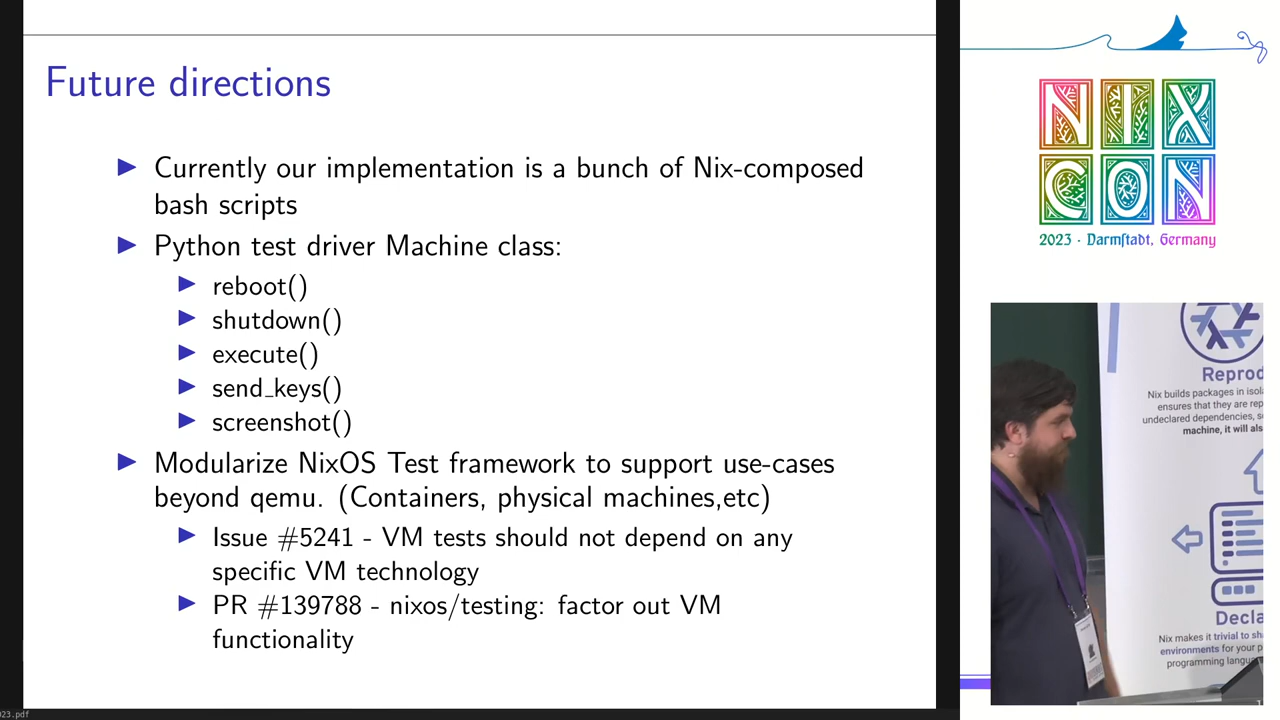 Future directions
Currently our implementation is a bunch of Nix-composed
bash scripts
Python test driver Machine class:
reboot()
shutdown()
execute()
send_keys()
screenshot()
Modularize NixOS Test framework to support use-cases
beyond qemu. (Containers, physical machines,etc)
Issue #5241 - VM tests should not depend on any
specific VM technology
PR #139788 - nixos/testing: factor out VM
functionality
023.pdf
NIX
CON
2023 · Darmſtadt, Germany
Reprod
Nix builds packages in isola
ensures that they are rep
undeclared dependencies, s
machine, it will als
Decla
Nix makes it trivial to sh
environments for your p
programming langu